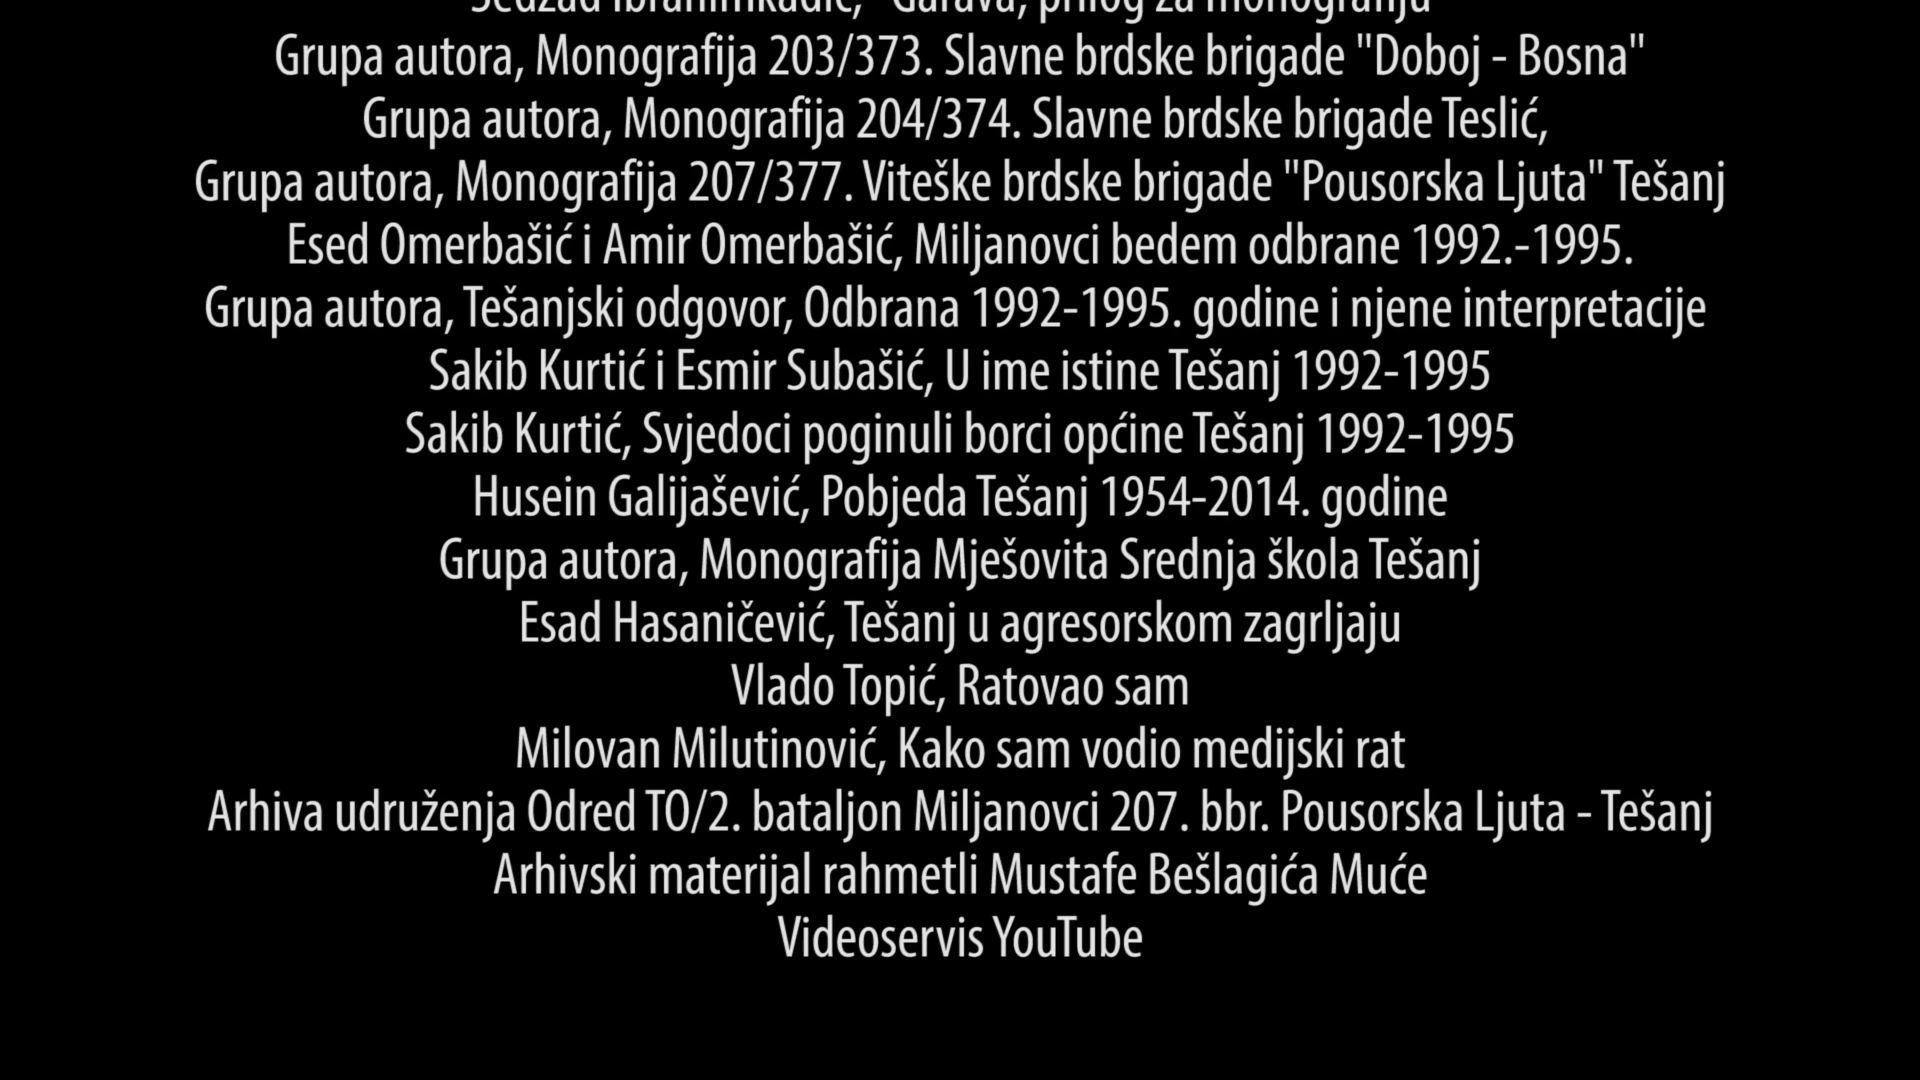 "Garava, prilog za monografiju"
Grupa autora, Monografija 203/373. Slavne brdske brigade "Doboj - Bosna"
Grupa autora, Monografija 204/374. Slavne brdske brigade Teslić,
Grupa autora, Monografija 207/377. Viteške brdske brigade "Pousorska Ljuta" Tešanj
Esed Omerbašić i Amir Omerbašić, Miljanovci bedem odbrane 1992.-1995.
Grupa autora, Tešanjski odgovor, Odbrana 1992-1995. godine i njene interpretacije
Sakib Kurtić i Esmir Subašić, U ime istine Tešanj 1992-1995
Sakib Kurtić, Svjedoci poginuli borci općine Tešanj 1992-1995
Husein Galijašević, Pobjeda Tešanj 1954-2014. godine
Grupa autora, Monografija Mješovita Srednja škola Tešanj
Esad Hasaničević, Tešanj u agresorskom zagrljaju
Vlado Topić, Ratovao sam
Milovan Milutinović, Kako sam vodio medijski rat
Arhiva udruženja Odred TO/2. bataljon Miljanovci 207. bbr. Pousorska Ljuta - Tešanj
Arhivski materijal rahmetli Mustafe Bešlagića Muće
Videoservis YouTube